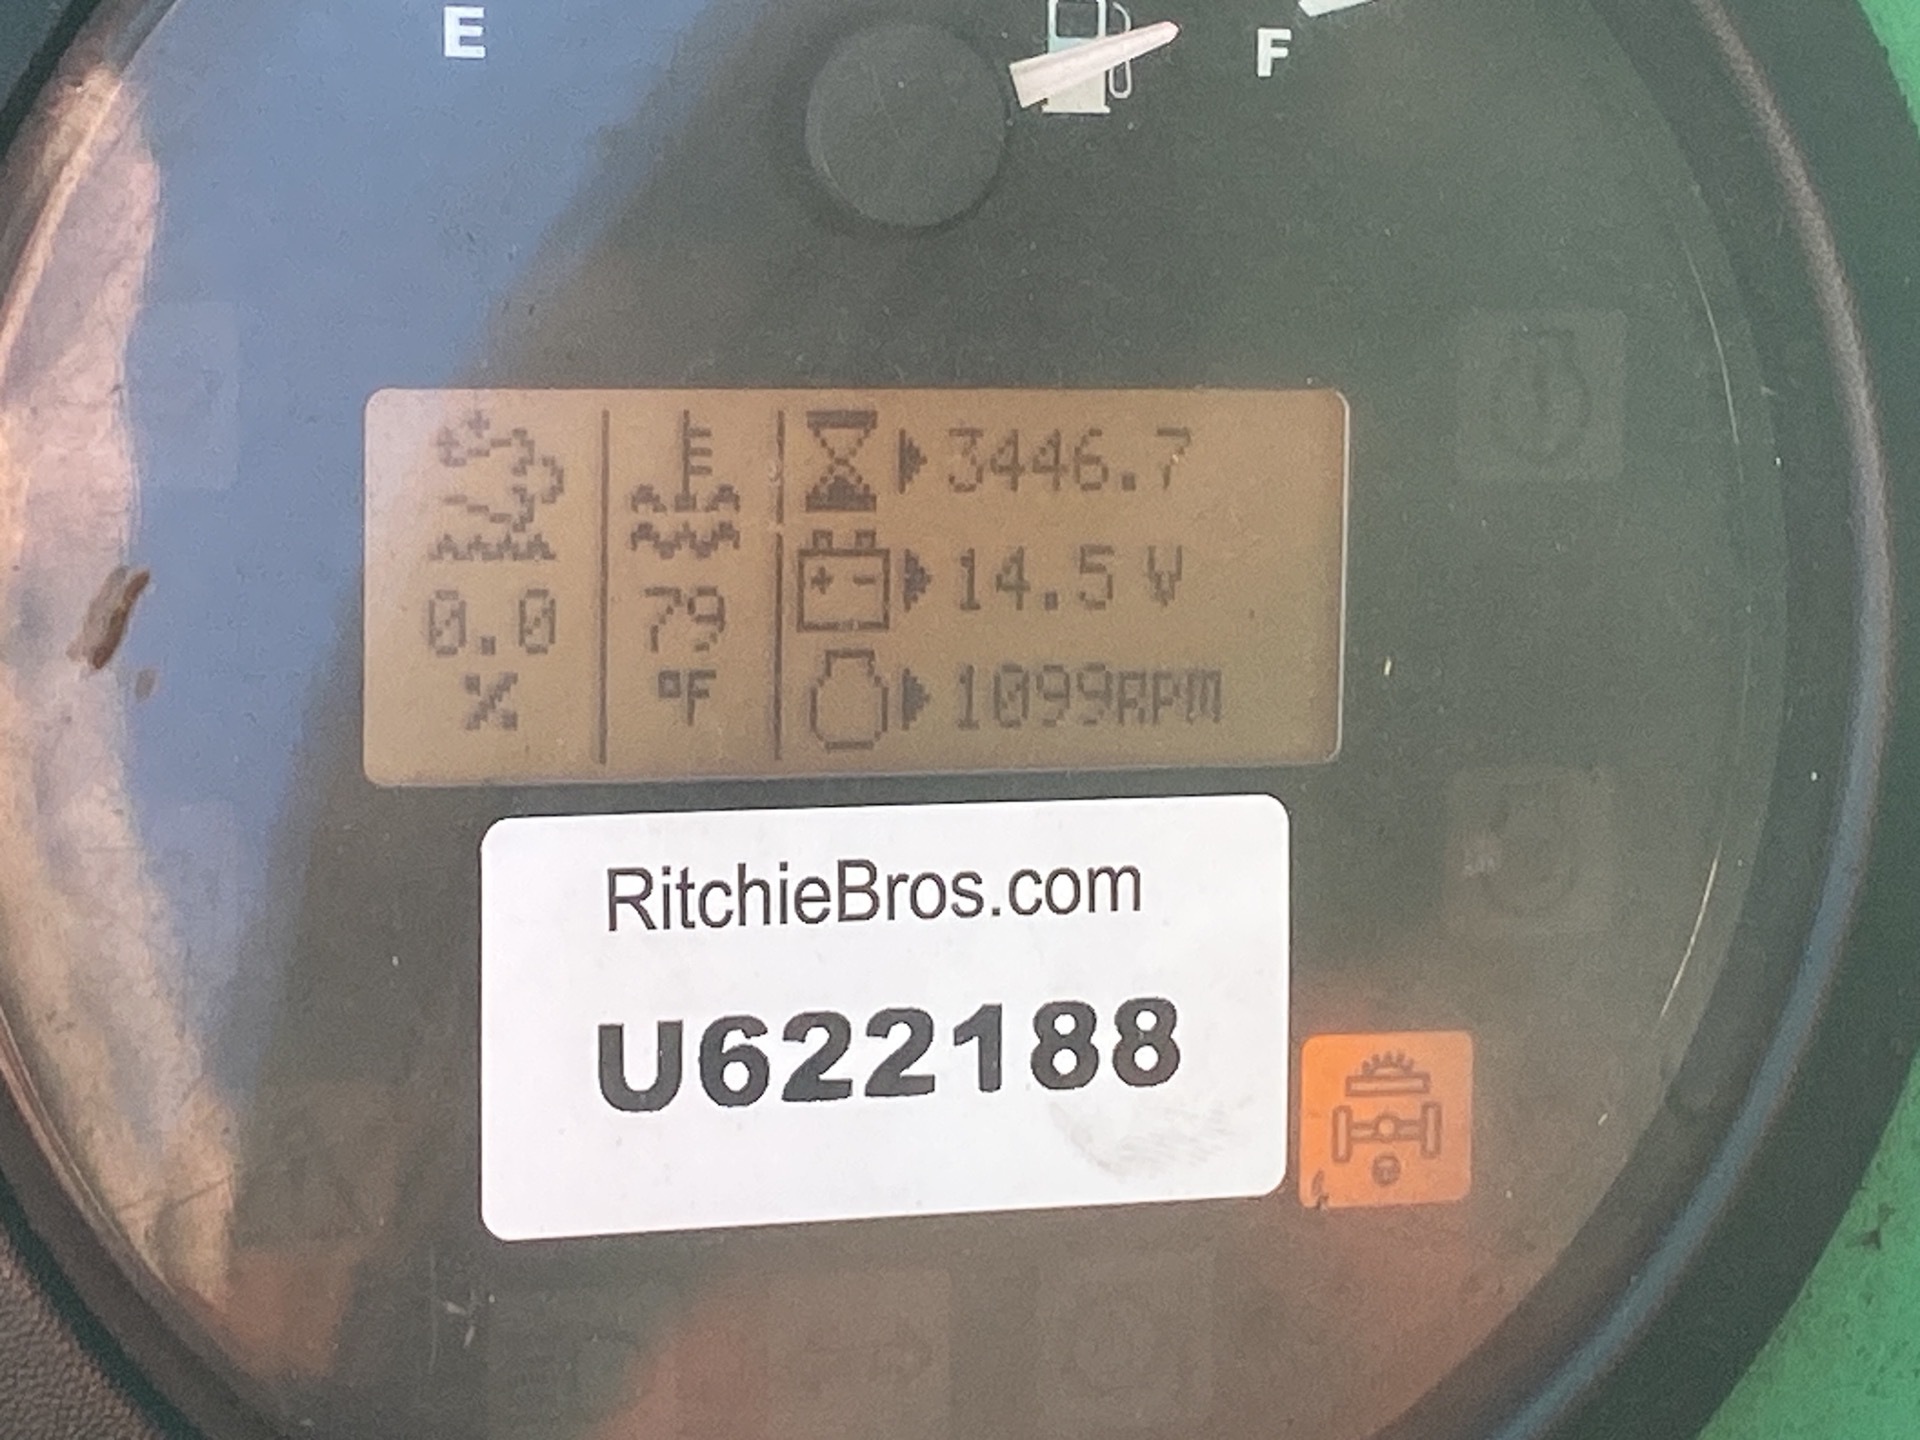 E F
3446.7
14.5 V
0.0 79
% °F 1099RPM
RitchieBros.com
U622188